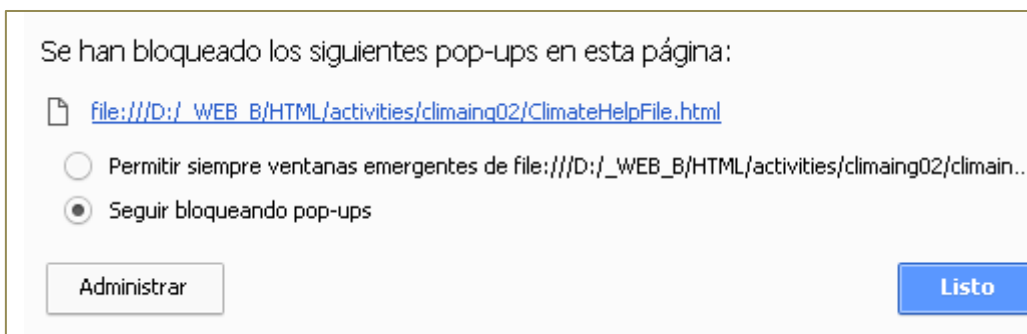 Se han bloqueado los siguientes pop-ups en esta página:
file:///D:/_WEB_B/HTML/activities/climaing02/ClimateHelpFile.html
Permitir siempre ventanas emergentes de file:///D:/_WEB_B/HTML/activities/climaing02/climain...
Seguir bloqueando pop-ups
Administrar
Listo